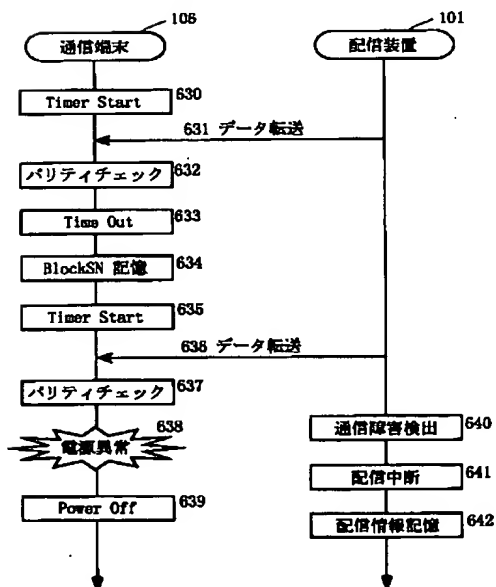 106
通信端末
101
配信装置
Timer Start 630
631 データ転送
パリティチェック 632
Time Out 633
BlockSN 記憶 634
Timer Start 635
636 データ転送
パリティチェック 637
電源異常 638
Power Off 639
通信障害検出 640
配信中断 641
配信情報記憶 642